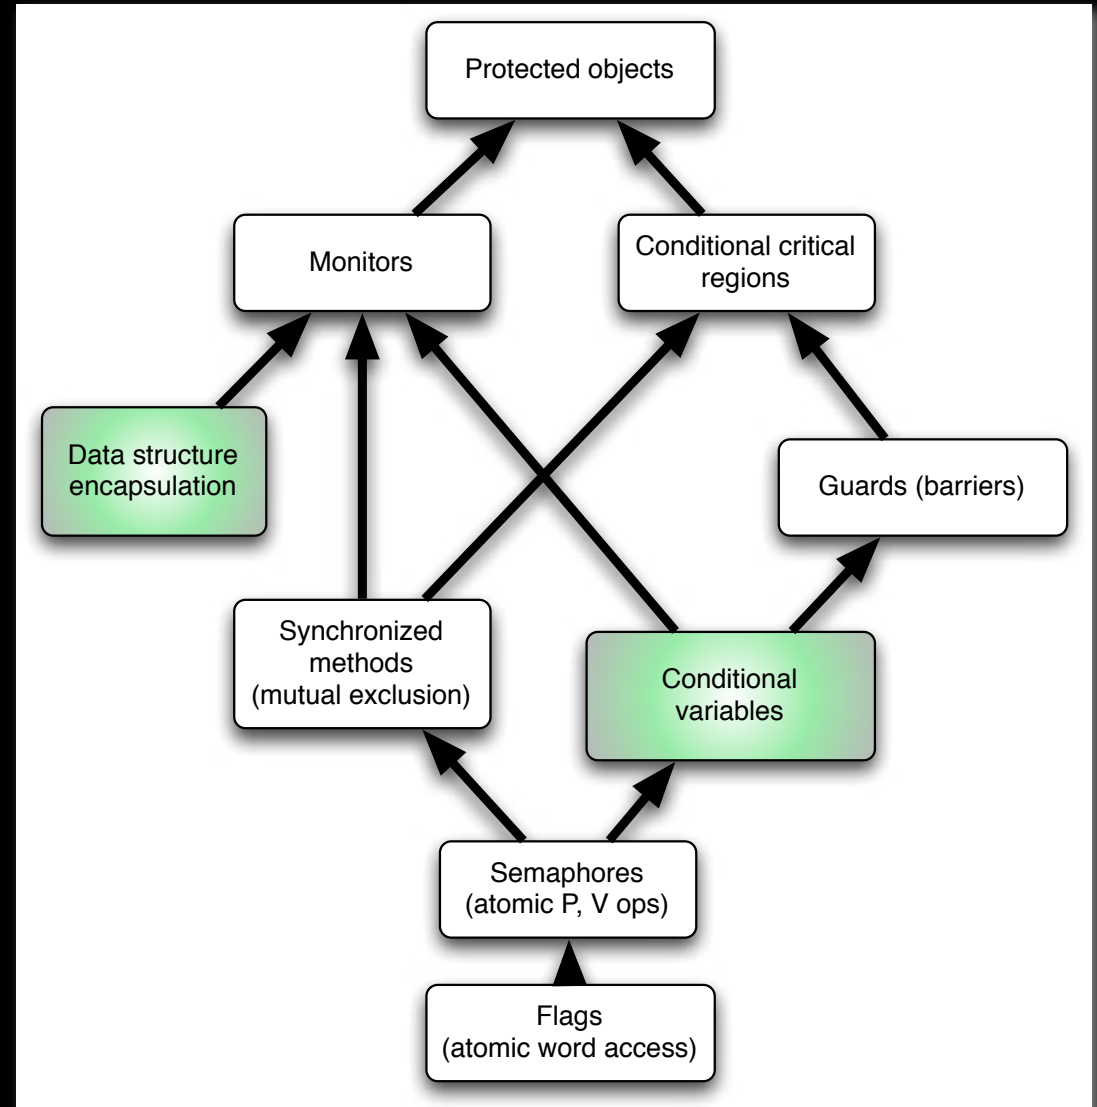 Protected objects
Monitors
Conditional critical
regions
Data structure
encapsulation
Guards (barriers)
Synchronized
methods
(mutual exclusion)
Conditional
variables
Semaphores
(atomic P, V ops)
Flags
(atomic word access)